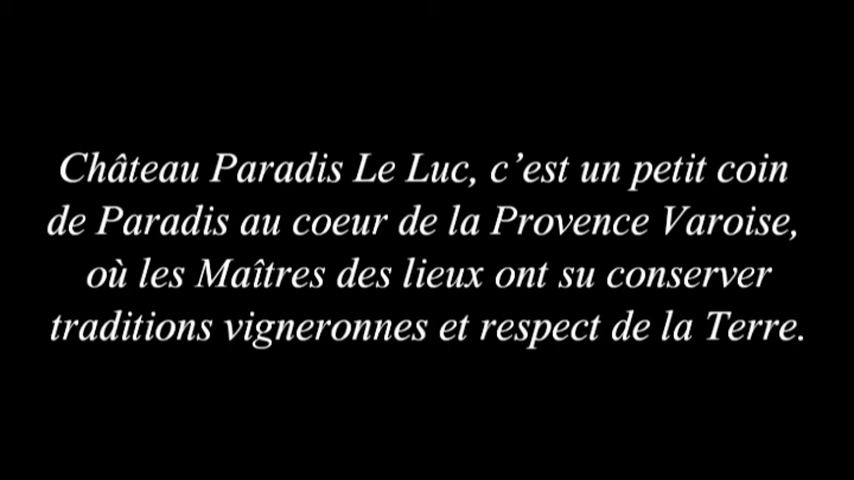 Château Paradis Le Luc, c’est un petit coin
de Paradis au coeur de la Provence Varoise,
où les Maîtres des lieux ont su conserver
traditions vigneronnes et respect de la Terre.